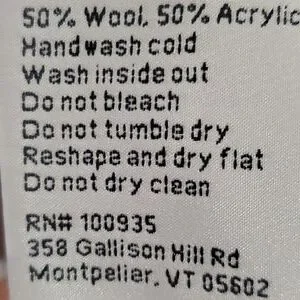 50% Wool, 50% Acrylic
Handwash cold
Wash inside out
Do not bleach
Do not tumble dry
Reshape and dry flat
Do not dry clean
RN# 100935
358 Gallison Hill Rd
Montpelier, VT 05602